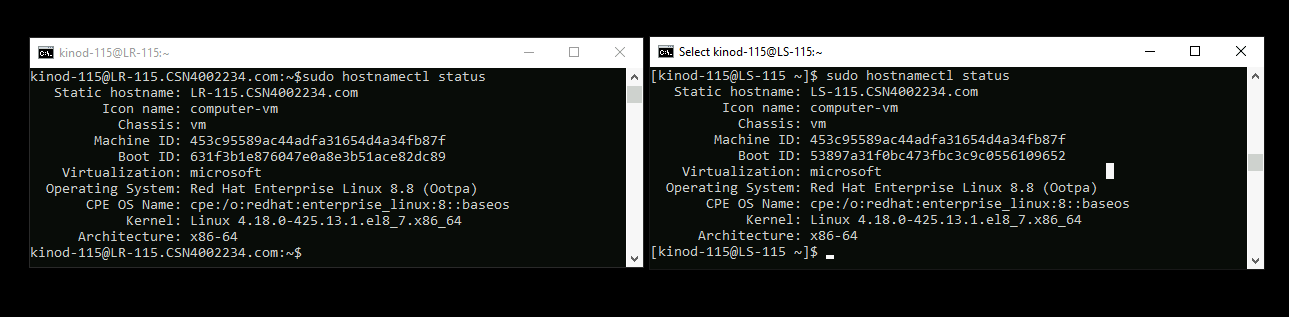 kinod-115@LR-115:~
kinod-115@LR-115.CSN4002234.com:~$sudo hostnamectl status
Static hostname: LR-115.CSN4002234.com
Icon name: computer-vm
Chassis: vm
Machine ID: 453c95589ac44adfa31654d4a34fb87f
Boot ID: 631f3b1e876047e0a8e3b51ace82dc89
Virtualization: microsoft
Operating System: Red Hat Enterprise Linux 8.8 (Ootpa)
CPE OS Name: cpe:/o:redhat:enterprise_linux:8::baseos
Kernel: Linux 4.18.0-425.13.1.el8_7.x86_64
Architecture: x86-64
kinod-115@LR-115.CSN4002234.com:~$
Select kinod-115@LS-115:~
[kinod-115@LS-115 ~]$ sudo hostnamectl status
Static hostname: LS-115.CSN4002234.com
Icon name: computer-vm
Chassis: vm
Machine ID: 453c95589ac44adfa31654d4a34fb87f
Boot ID: 53897a31f0bc473fbc3c9c0556109652
Virtualization: microsoft
Operating System: Red Hat Enterprise Linux 8.8 (Ootpa)
CPE OS Name: cpe:/o:redhat:enterprise_linux:8::baseos
Kernel: Linux 4.18.0-425.13.1.el8_7.x86_64
Architecture: x86-64
[kinod-115@LS-115 ~]$